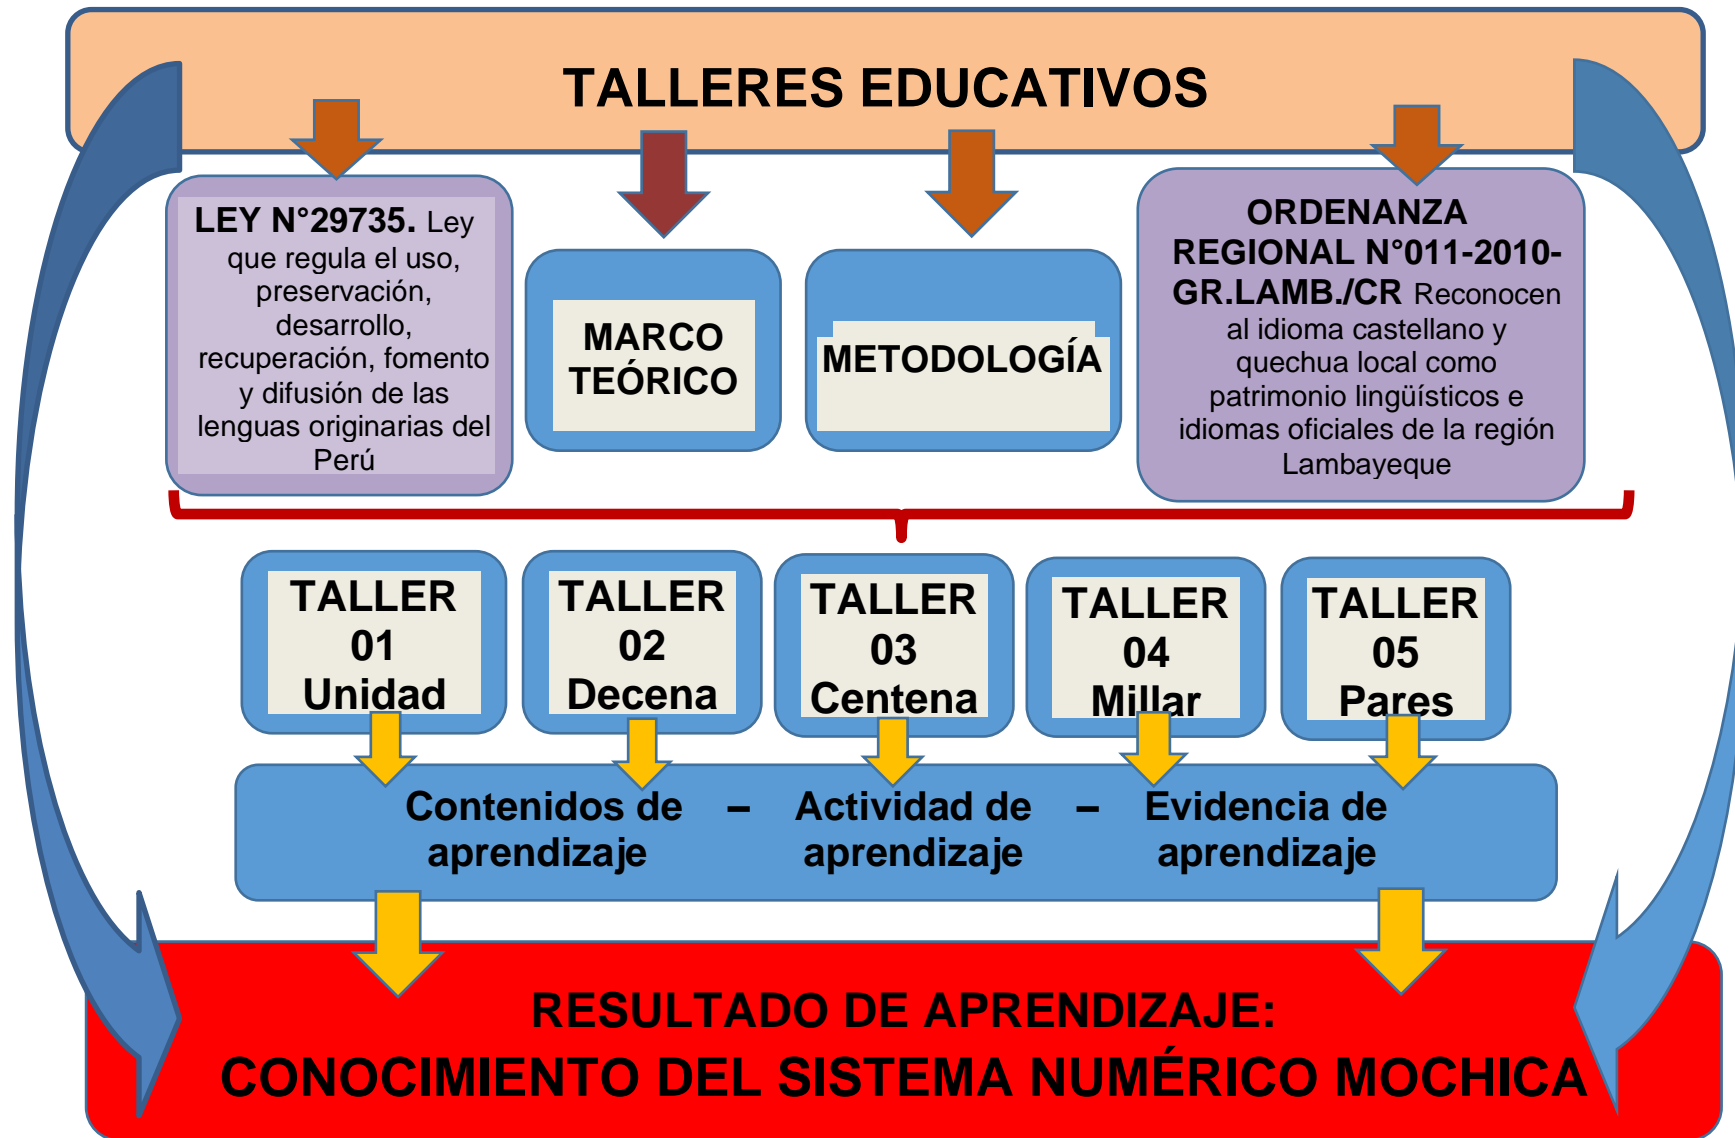 TALLERES EDUCATIVOS
LEY N°29735. Ley
que regula el uso,
preservación,
desarrollo,
recuperación, fomento
y difusión de las
lenguas originarias del
Perú
MARCO
TEÓRICO
METODOLOGÍA
ORDENANZA
REGIONAL N°011-2010-
GR.LAMB./CR Reconocen
al idioma castellano y
quechua local como
patrimonio lingüísticos e
idiomas oficiales de la región
Lambayeque
TALLER
01
Unidad
TALLER
02
Decena
TALLER
03
Centena
TALLER
04
Millar
TALLER
05
Pares
Contenidos de – Actividad de – Evidencia de
aprendizaje aprendizaje aprendizaje
RESULTADO DE APRENDIZAJE:
CONOCIMIENTO DEL SISTEMA NUMÉRICO MOCHICA